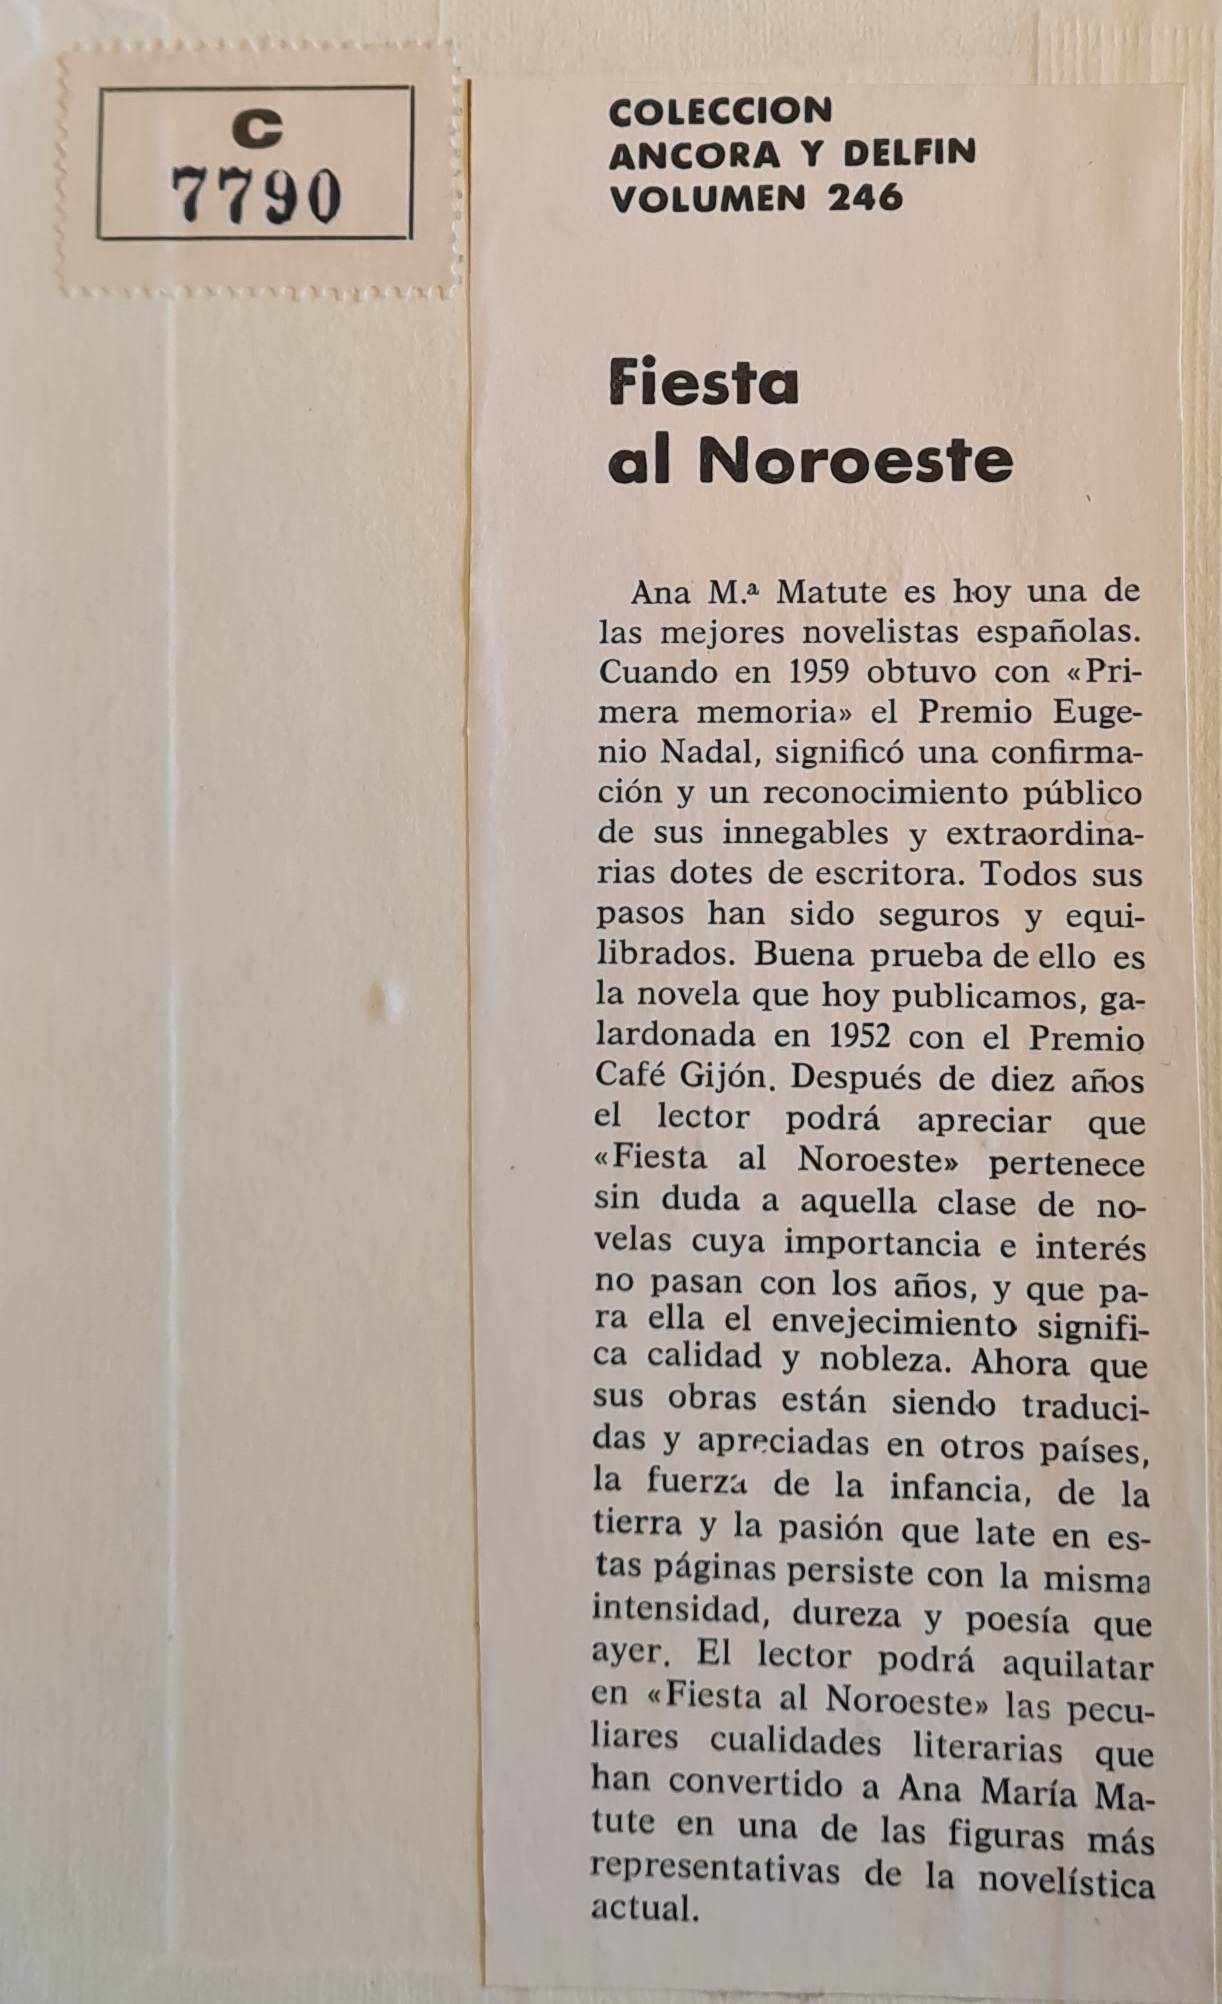 C
7790
COLECCION
ANCORA Y DELFIN
VOLUMEN 246
Fiesta
al Noroeste
Ana M.ª Matute es hoy una de
las mejores novelistas españolas.
Cuando en 1959 obtuvo con «Pri-
mera memoria» el Premio Euge-
nio Nadal, significó una confirma-
ción y un reconocimiento público
de sus innegables y extraordina-
rias dotes de escritora. Todos sus
pasos han sido seguros y equi-
librados. Buena prueba de ello es
la novela que hoy publicamos, ga-
lardonada en 1952 con el Premio
Café Gijón. Después de diez años
el lector podrá apreciar que
«Fiesta al Noroeste» pertenece
sin duda a aquella clase de no-
velas cuya importancia e interés
no pasan con los años, y que pa-
ra ella el envejecimiento signifi-
ca calidad y nobleza. Ahora que
sus obras están siendo traduci-
das y apreciadas en otros países,
la fuerza de la infancia, de la
tierra y la pasión que late en es-
tas páginas persiste con la misma
intensidad, dureza y poesía que
ayer. El lector podrá aquilatar
en «Fiesta al Noroeste» las pecu-
liares cualidades literarias que
han convertido a Ana María Ma-
tute en una de las figuras más
representativas de la novelística
actual.